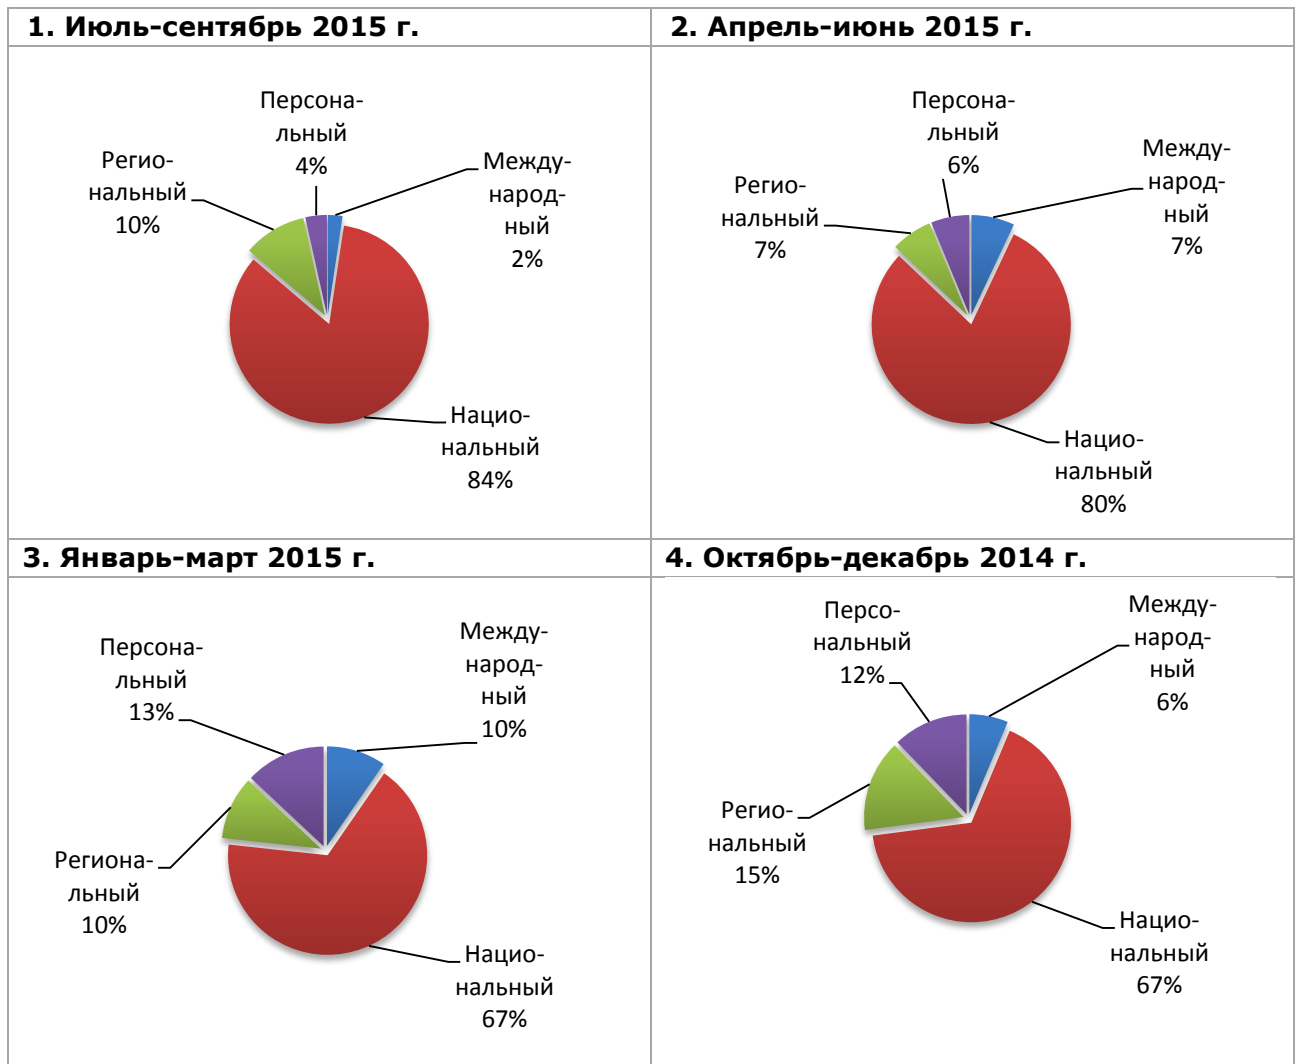 1. Июль-сентябрь 2015 г.
Персона-
льный
4%
Регио-
нальный
10%
Между-
народ-
ный
2%
Нацио-
нальный
84%
2. Апрель-июнь 2015 г.
Персона-
льный
6%
Регио-
нальный
7%
Между-
народ-
ный
7%
Нацио-
нальный
80%
3. Январь-март 2015 г.
Персона-
льный
13%
Между-
народ-
ный
10%
Региона-
льный
10%
Нацио-
нальный
67%
4. Октябрь-декабрь 2014 г.
Персо-
нальный
12%
Между-
народ-
ный
6%
Регио-
нальный
15%
Нацио-
нальный
67%